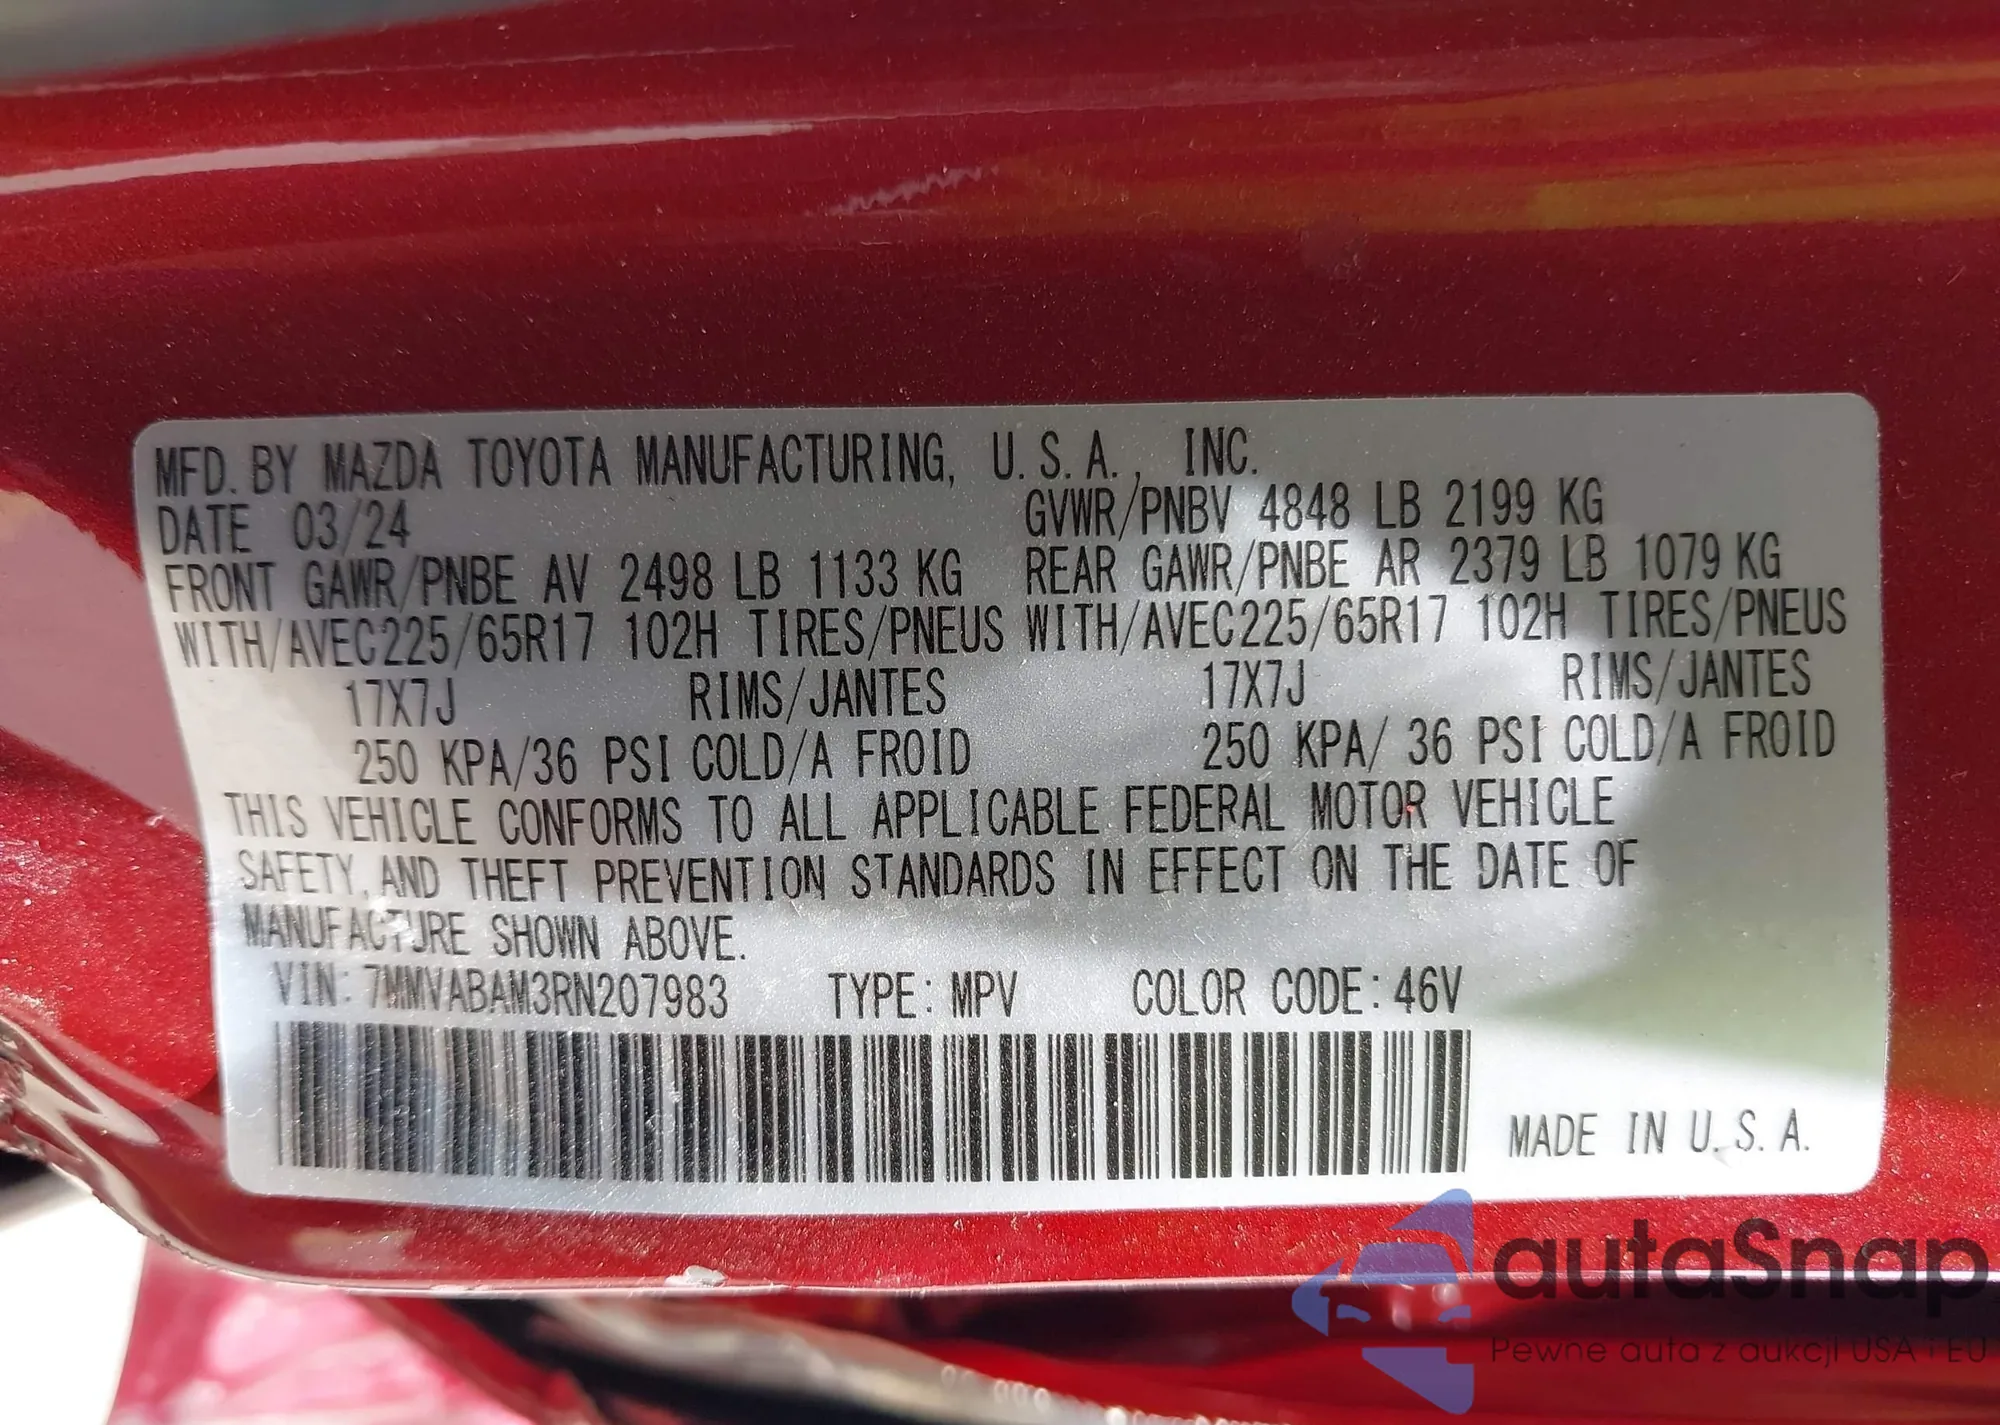 MFD. BY MAZDA TOYOTA MANUFACTURING, U.S.A., INC.
DATE 03/24 GVWR/PNBV 4848 LB 2199 KG
FRONT GAWR/PNBE AV 2498 LB 1133 KG REAR GAWR/PNBE AR 2379 LB 1079 KG
WITH/AVEC225/65R17 102H TIRES/PNEUS WITH/AVEC225/65R17 102H TIRES/PNEUS
17X7J RIMS/JANTES 17X7J RIMS/JANTES
250 KPA/36 PSI COLD/A FROID 250 KPA/ 36 PSI COLD/A FROID
THIS VEHICLE CONFORMS TO ALL APPLICABLE FEDERAL MOTOR VEHICLE
SAFETY, AND THEFT PREVENTION STANDARDS IN EFFECT ON THE DATE OF
MANUFACTURE SHOWN ABOVE.
VIN: 7MMVABAM3RN207983 TYPE: MPV COLOR CODE: 46V
MADE IN U.S.A.
autaSnap
Pewne auta z aukcji USA i EU